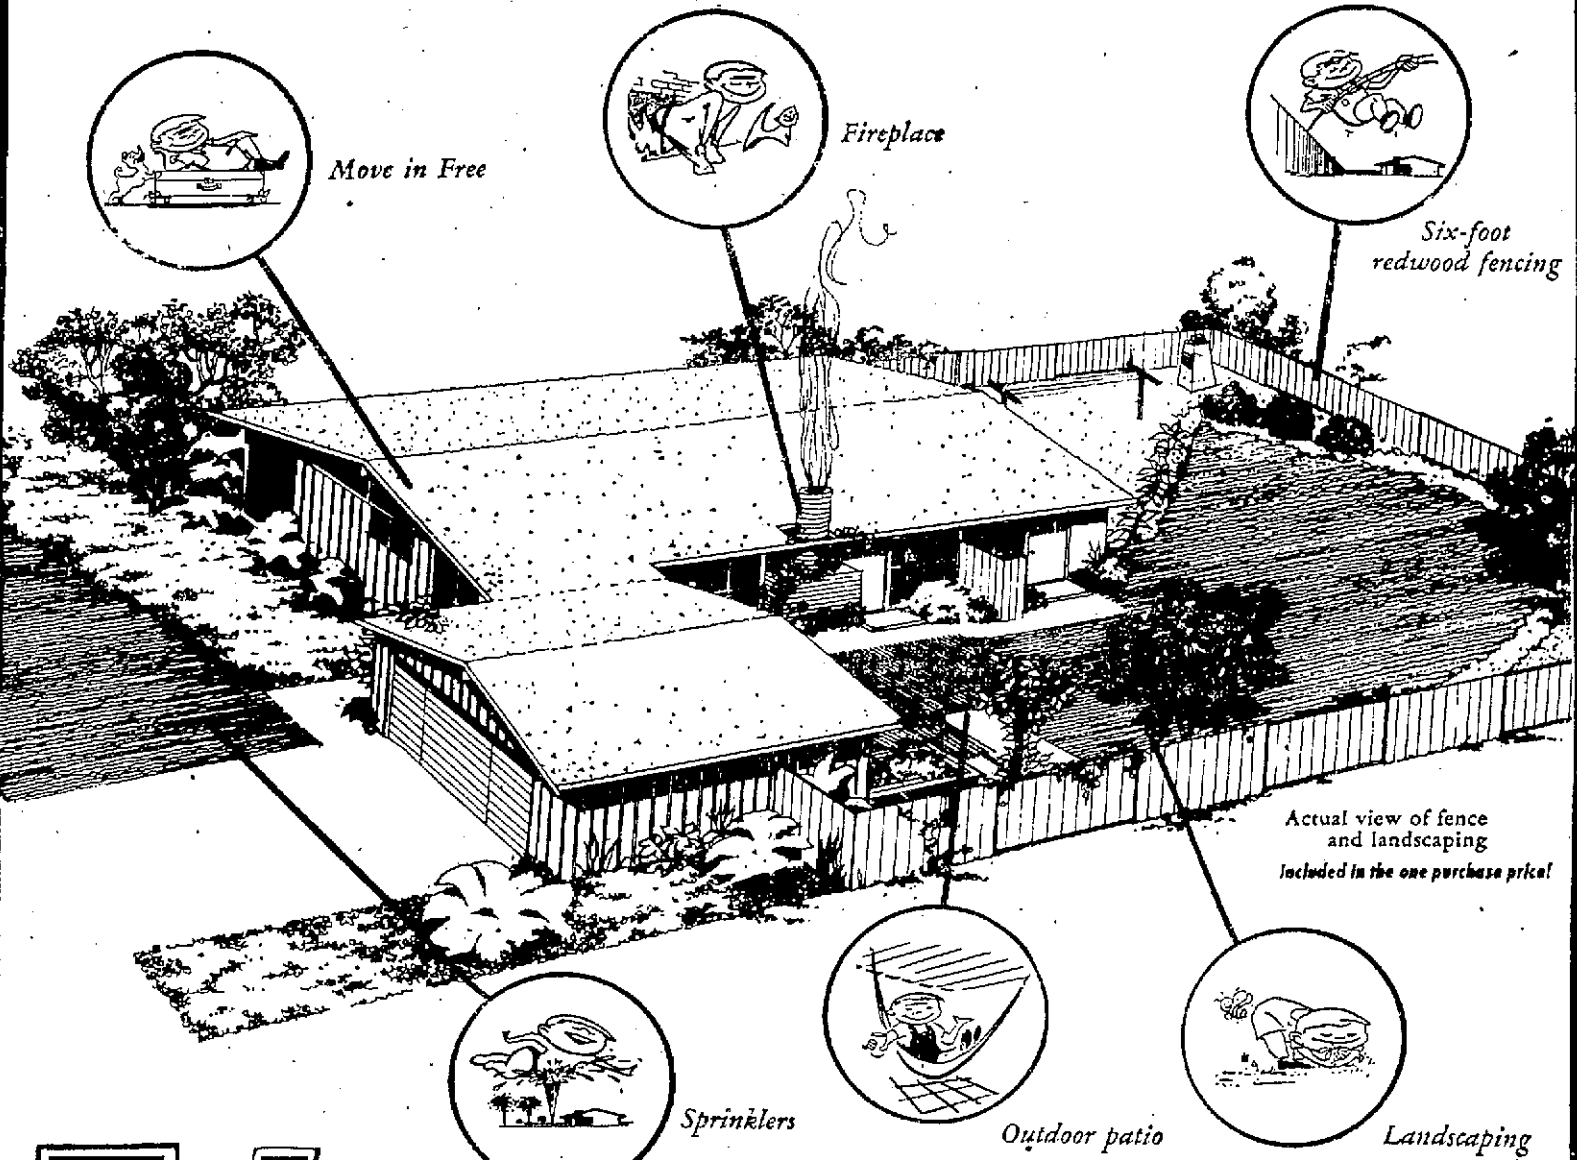 Move in Free
Fireplace
Six-foot
redwood fencing
Actual view of fence
and landscaping
Included in the one purchase price!
Sprinklers
Outdoor patio
Landscaping